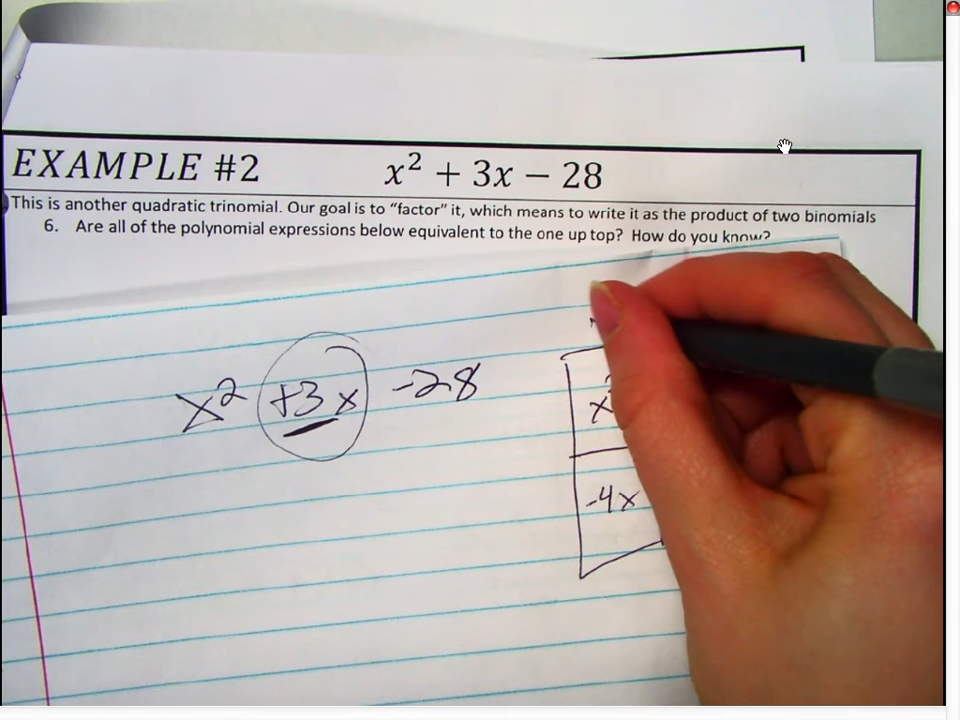 EXAMPLE #2 x² + 3x − 28
This is another quadratic trinomial. Our goal is to “factor” it, which means to write it as the product of two binomials
6. Are all of the polynomial expressions below equivalent to the one up top? How do you know?
x² +3x -28
x²
-4x